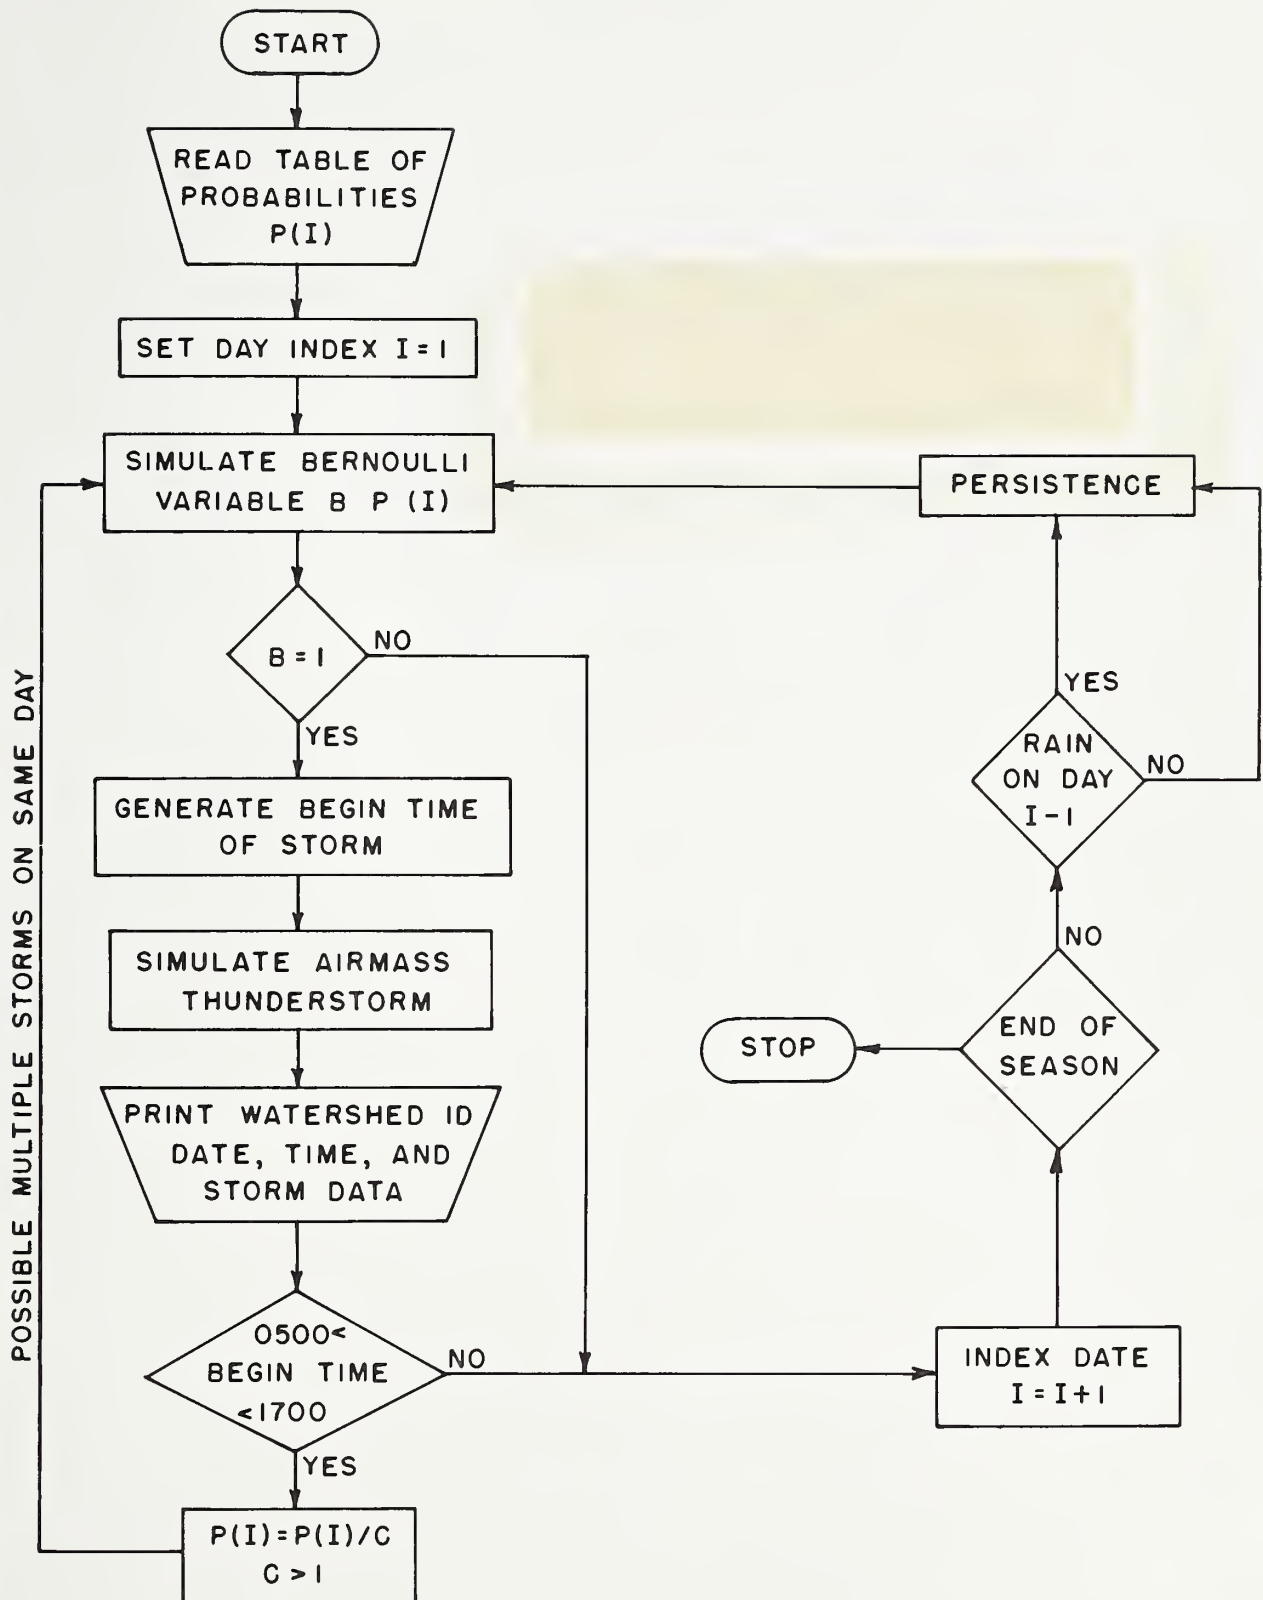 START
READ TABLE OF
PROBABILITIES
P(I)
SET DAY INDEX I=1
SIMULATE BERNOULLI
VARIABLE B P (I)
B=1
NO
YES
GENERATE BEGIN TIME
OF STORM
SIMULATE AIRMASS
THUNDERSTORM
PRINT WATERSHED ID
DATE, TIME, AND
STORM DATA
0500<
BEGIN TIME
<1700
NO
YES
P(I)=P(I)/C
C>1
POSSIBLE MULTIPLE STORMS ON SAME DAY
INDEX DATE
I=I+1
END OF
SEASON
STOP
NO
RAIN
ON DAY
I-1
NO
YES
PERSISTENCE